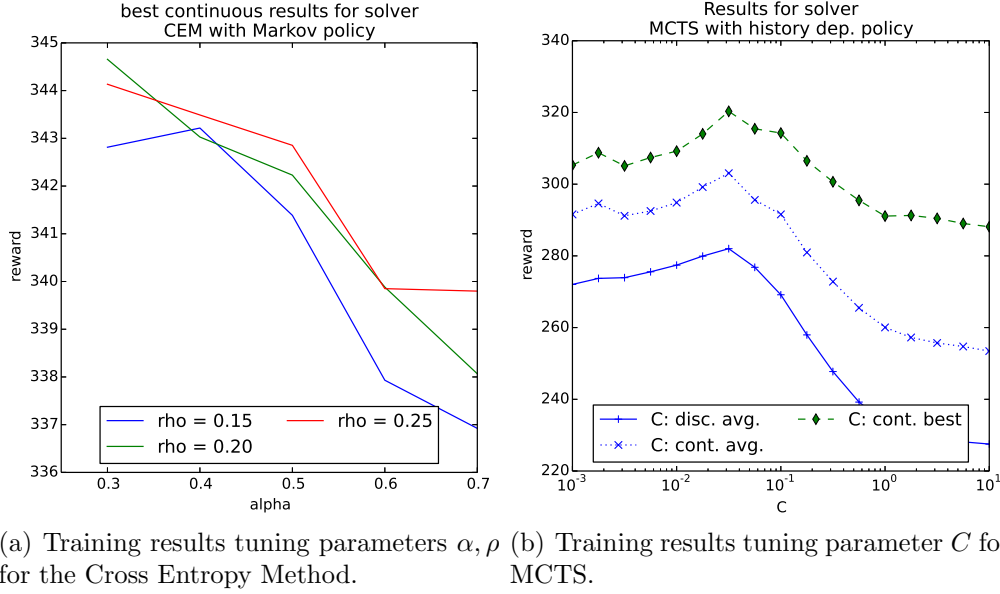 best continuous results for solver
CEM with Markov policy
345
344
343
342
341
340
339
338
337
336
reward
0.3 0.4 0.5 0.6 0.7
alpha
rho = 0.15
rho = 0.20
rho = 0.25
Results for solver
MCTS with history dep. policy
340
320
300
280
260
240
220
reward
10^-3 10^-2 10^-1 10^0 10^1
C
C: disc. avg.
C: cont. avg.
C: cont. best
(a) Training results tuning parameters α, ρ
for the Cross Entropy Method.
(b) Training results tuning parameter C fo
MCTS.